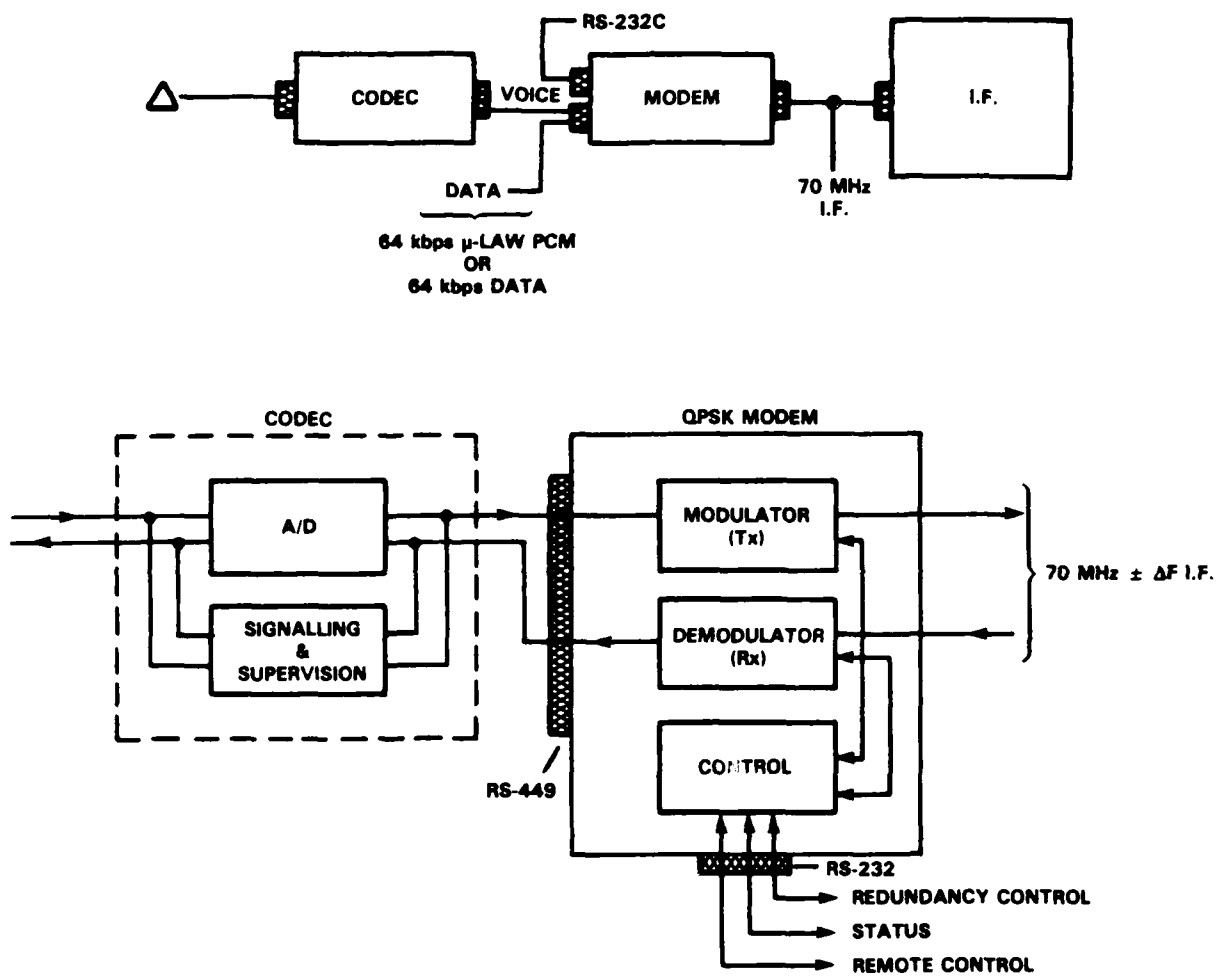 RS-232C
CODEC
VOICE
MODEM
I.F.
DATA
70 MHz
I.F.
64 kbps μ-LAW PCM
OR
64 kbps DATA
CODEC
QPSK MODEM
A/D
MODULATOR
(Tx)
70 MHz ± ΔF I.F.
SIGNALLING
&
SUPERVISION
DEMODULATOR
(Rx)
CONTROL
RS-449
RS-232
REDUNDANCY CONTROL
STATUS
REMOTE CONTROL